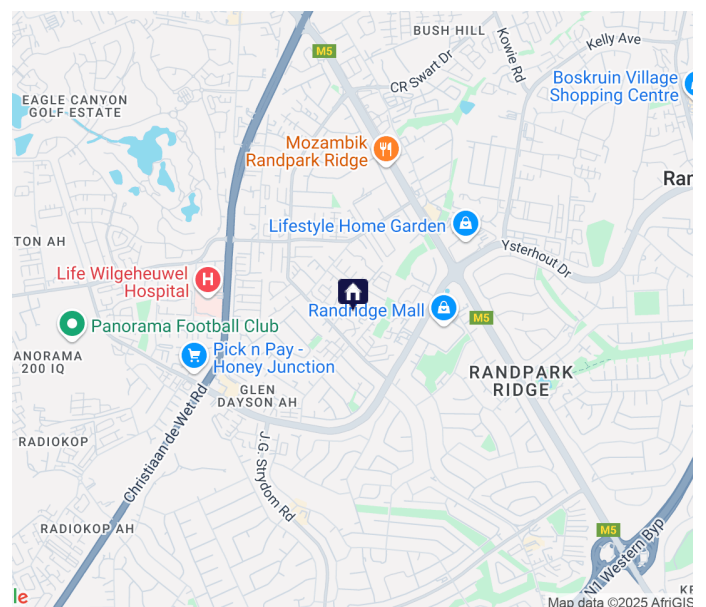 BUSH HILL
Kelly Ave
M5
Kowie Rd
CR Swart Dr
Boskruin Village
Shopping Centre
EAGLE CANYON
GOLF ESTATE
Mozambik
Randpark Ridge
Ran
Lifestyle Home Garden
TON AH
Ysterhout Dr
Life Wilgeheuwel
Hospital
H
Randridge Mall
M5
Panorama Football Club
ANORAMA
200 IQ
Pick n Pay -
Honey Junction
RANDPARK
RIDGE
GLEN
DAYSON AH
Christiaan de Wet Rd
RADIOKOP
J.G. Strydom Rd
RADIOKOP AH
M5
N1 Western Byp
le
Map data ©2025 AfriGIS